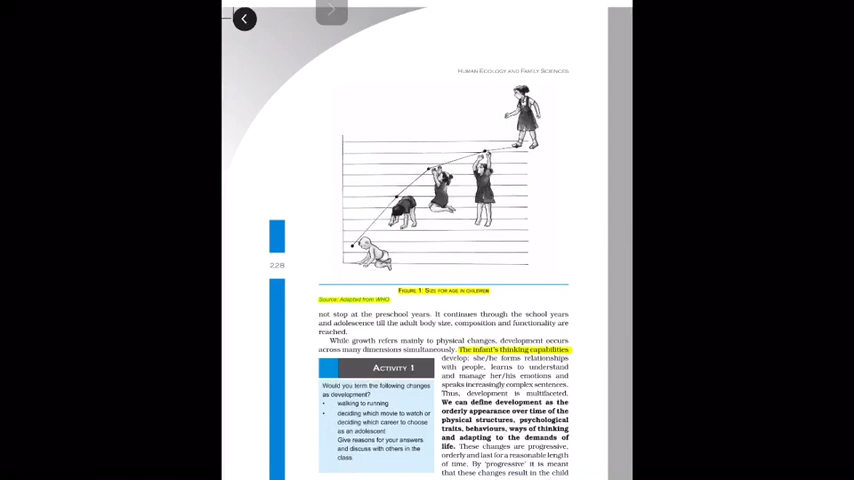 HUMAN ECOLOGY AND FAMILY SCIENCES
228
FIGURE 1: SIZE FOR AGE IN CHILDREN
Source: Adapted from WHO
not stop at the preschool years. It continues through the school years
and adolescence till the adult body size, composition and functionality are
reached.
While growth refers mainly to physical changes, development occurs
across many dimensions simultaneously. The infant's thinking capabilities
develop; she/he forms relationships
with people, learns to understand
and manage her/his emotions and
speaks increasingly complex sentences.
Thus, development is multifaceted.
We can define development as the
orderly appearance over time of the
physical structures, psychological
traits, behaviours, ways of thinking
and adapting to the demands of
life. These changes are progressive,
orderly and last for a reasonable length
of time. By 'progressive' it is meant
that these changes result in the child
ACTIVITY 1
Would you term the following changes
as development?
• walking to running
• deciding which movie to watch or
deciding which career to choose
as an adolescent
Give reasons for your answers
and discuss with others in the
class.